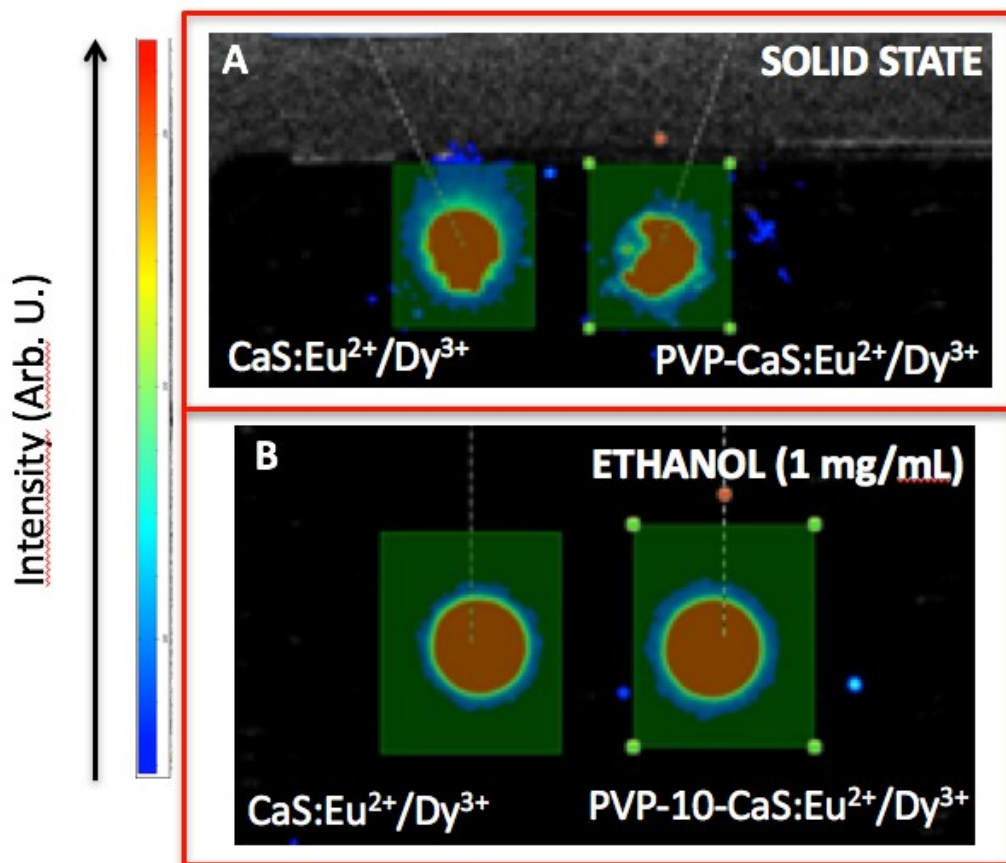 Intensity (Arb. U.)
A
SOLID STATE
CaS:Eu²⁺/Dy³⁺
PVP-CaS:Eu²⁺/Dy³⁺
B
ETHANOL (1 mg/mL)
CaS:Eu²⁺/Dy³⁺
PVP-10-CaS:Eu²⁺/Dy³⁺